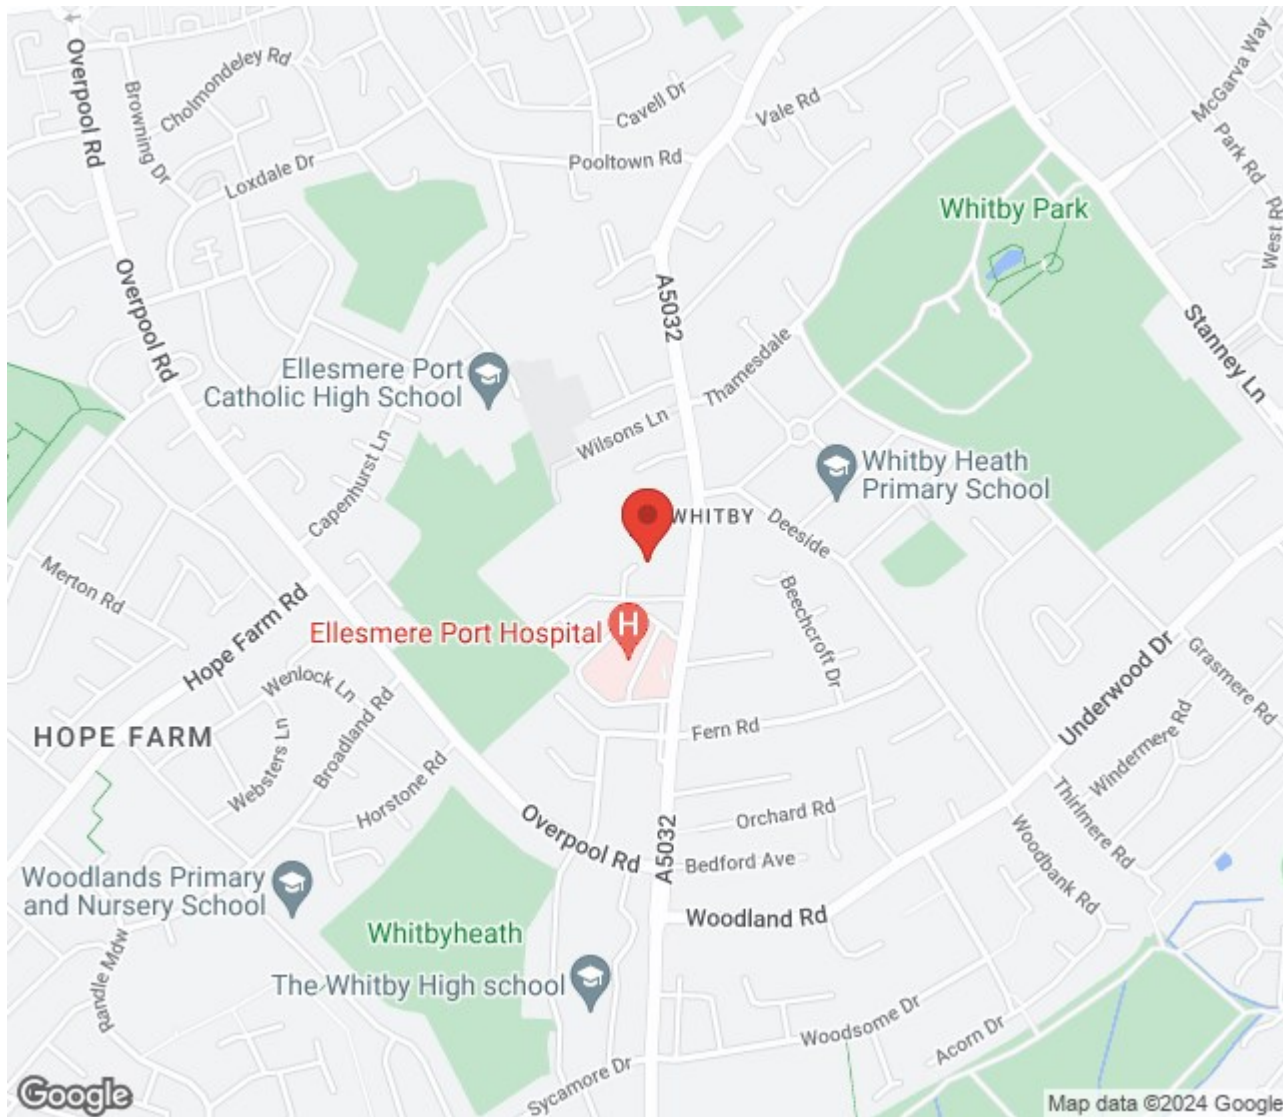 Overpool Rd
Browning Dr
Cholmondeley Rd
Loxdale Dr
Cavell Dr
Vale Rd
Pooltown Rd
McGarva Way
Park Rd
West Rd
Whitby Park
Overpool Rd
A5032
Stanney Ln
Thamesdale
Ellesmere Port
Catholic High School
Wilsons Ln
Capenhurst Ln
Whitby Heath
Primary School
WHITBY
Deeside
Merton Rd
Hope Farm Rd
Beechcroft Dr
H
Ellesmere Port Hospital
Underwood Dr
Grasmere Rd
Windermere Rd
Wenlock Ln
Websters Ln
Broadland Rd
HOPE FARM
Fern Rd
Horstone Rd
Thirlmere Rd
Orchard Rd
Overpool Rd
A5032
Bedford Ave
Woodbank Rd
Woodlands Primary
and Nursery School
Woodland Rd
Whitbyheath
Randle Mdw
The Whitby High school
Woodsome Dr
Acorn Dr
Sycamore Dr
Google
Map data ©2024 Google